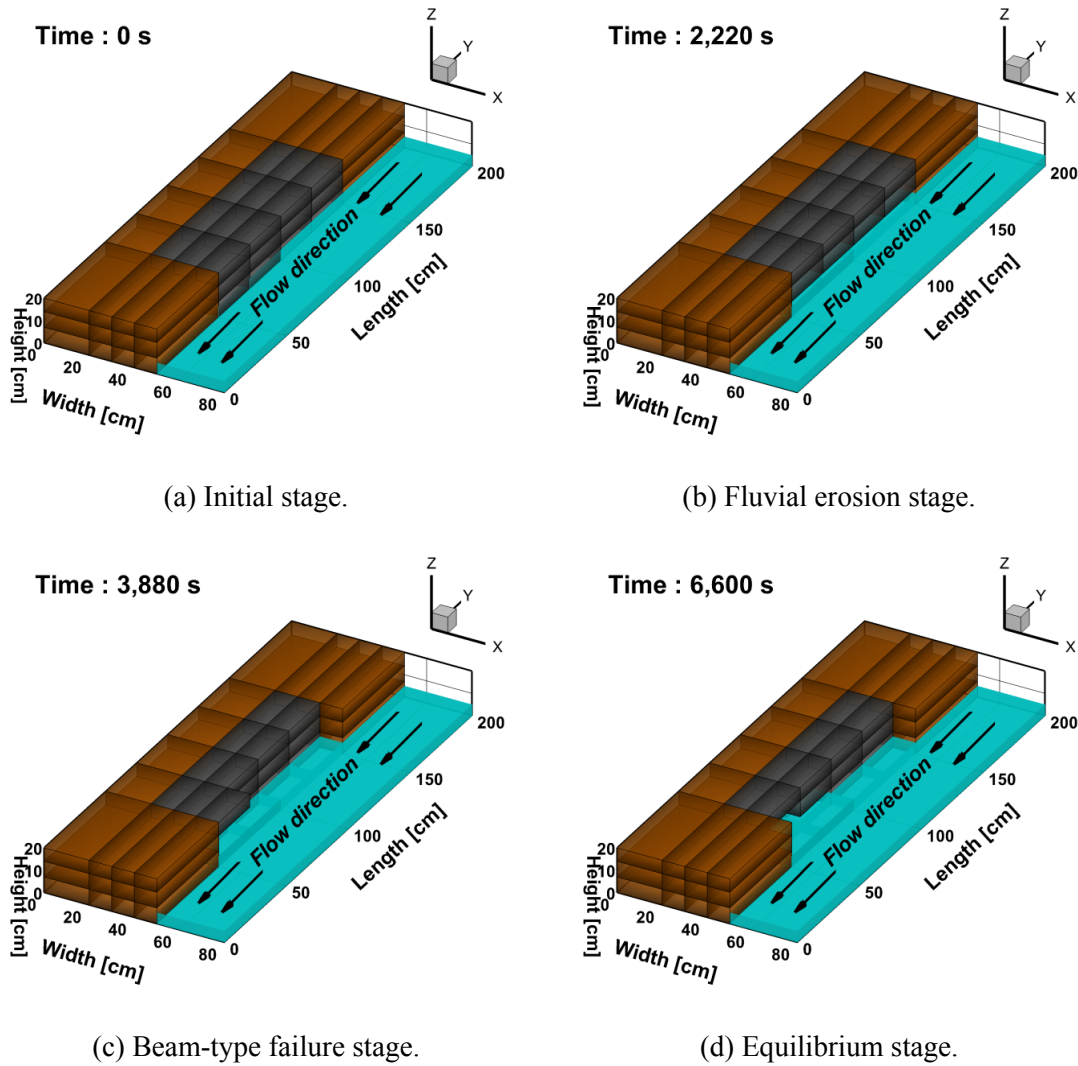 Time : 0 s
Z
Y
X
200
150
100
50
0
Length [cm]
Flow direction
20
10
0
Height [cm]
0
20
40
60
80
Width [cm]
(a) Initial stage.
Time : 2,220 s
Z
Y
X
200
150
100
50
0
Length [cm]
Flow direction
20
10
0
Height [cm]
0
20
40
60
80
Width [cm]
(b) Fluvial erosion stage.
Time : 3,880 s
Z
Y
X
200
150
100
50
0
Length [cm]
Flow direction
20
10
0
Height [cm]
0
20
40
60
80
Width [cm]
(c) Beam-type failure stage.
Time : 6,600 s
Z
Y
X
200
150
100
50
0
Length [cm]
Flow direction
20
10
0
Height [cm]
0
20
40
60
80
Width [cm]
(d) Equilibrium stage.